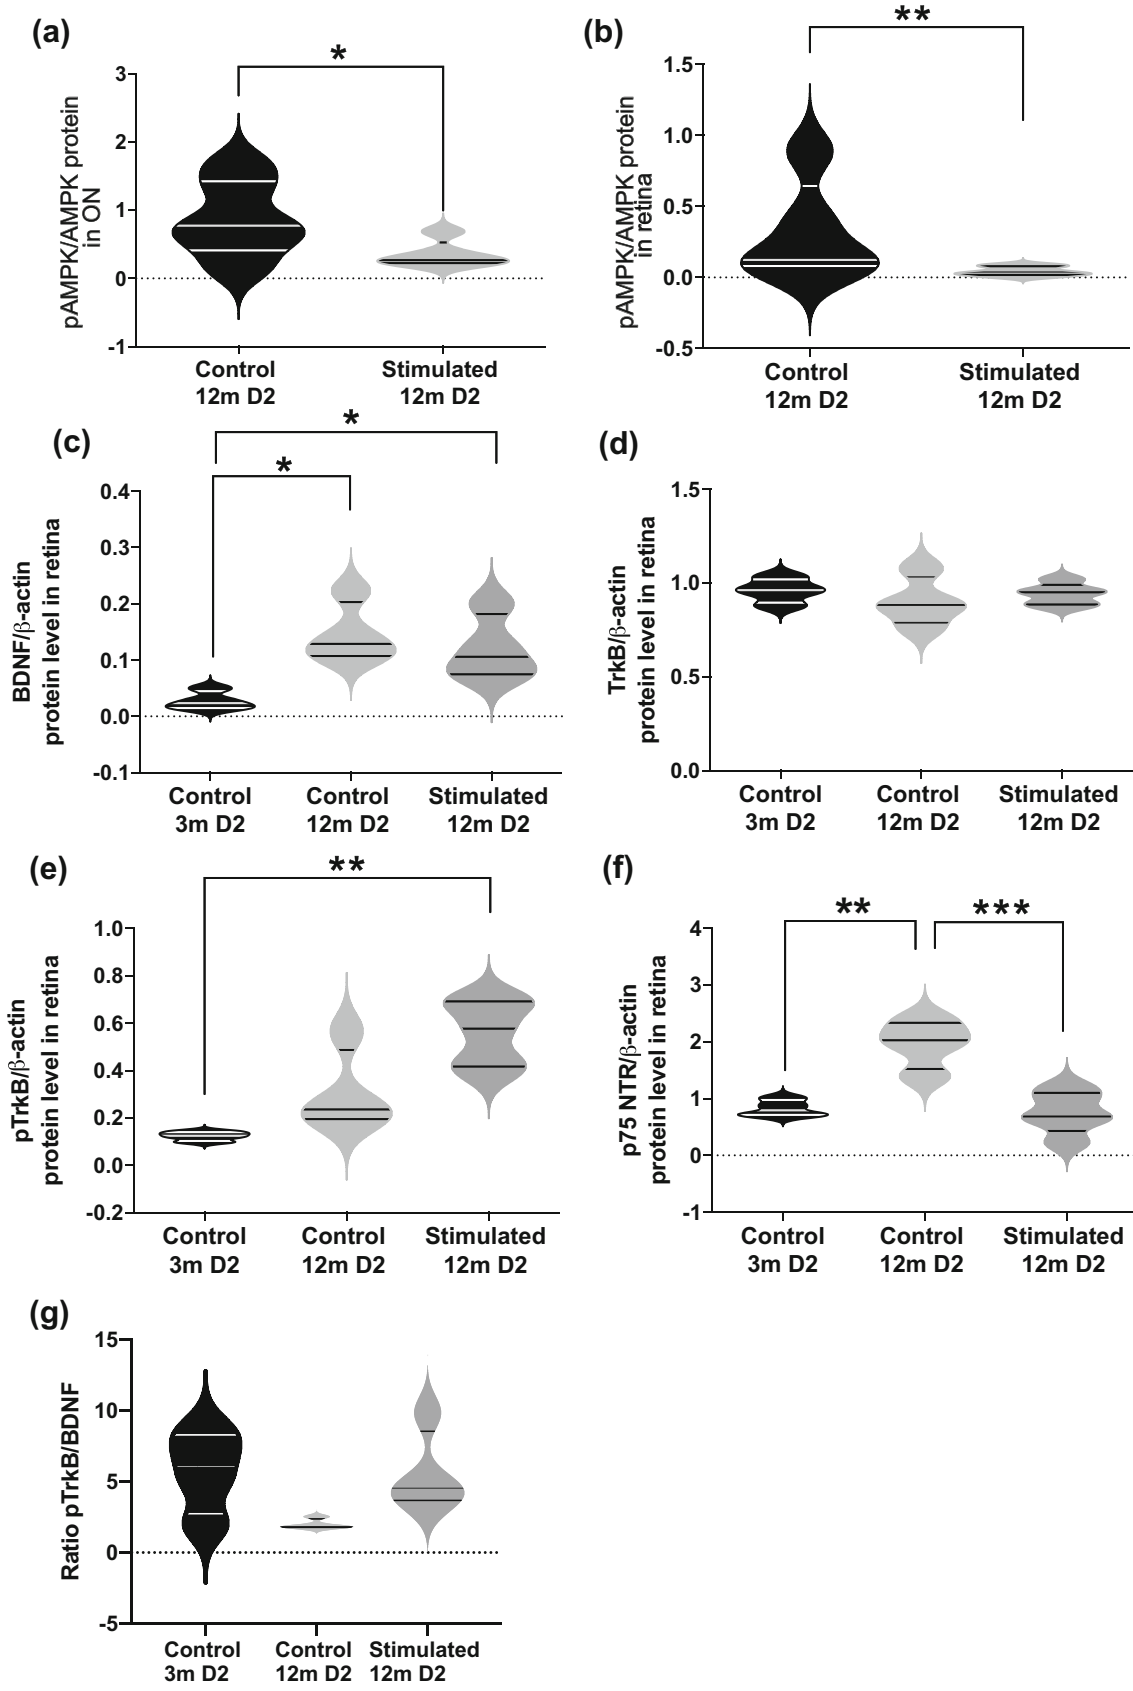 (a)
*
pAMPK/AMPK protein
in ON
3
2
1
0
-1
Control
12m D2
Stimulated
12m D2
(b)
**
pAMPK/AMPK protein
in retina
1.5
1.0
0.5
0.0
-0.5
Control
12m D2
Stimulated
12m D2
(c)
*
*
BDNF/β-actin
protein level in retina
0.4
0.3
0.2
0.1
0.0
-0.1
Control
3m D2
Control
12m D2
Stimulated
12m D2
(d)
TrkB/β-actin
protein level in retina
1.5
1.0
0.5
0.0
Control
3m D2
Control
12m D2
Stimulated
12m D2
(e)
**
pTrkB/β-actin
protein level in retina
1.0
0.8
0.6
0.4
0.2
0.0
-0.2
Control
3m D2
Control
12m D2
Stimulated
12m D2
(f)
**
***
p75 NTR/β-actin
protein level in retina
4
3
2
1
0
-1
Control
3m D2
Control
12m D2
Stimulated
12m D2
(g)
Ratio pTrkB/BDNF
15
10
5
0
-5
Control
3m D2
Control
12m D2
Stimulated
12m D2